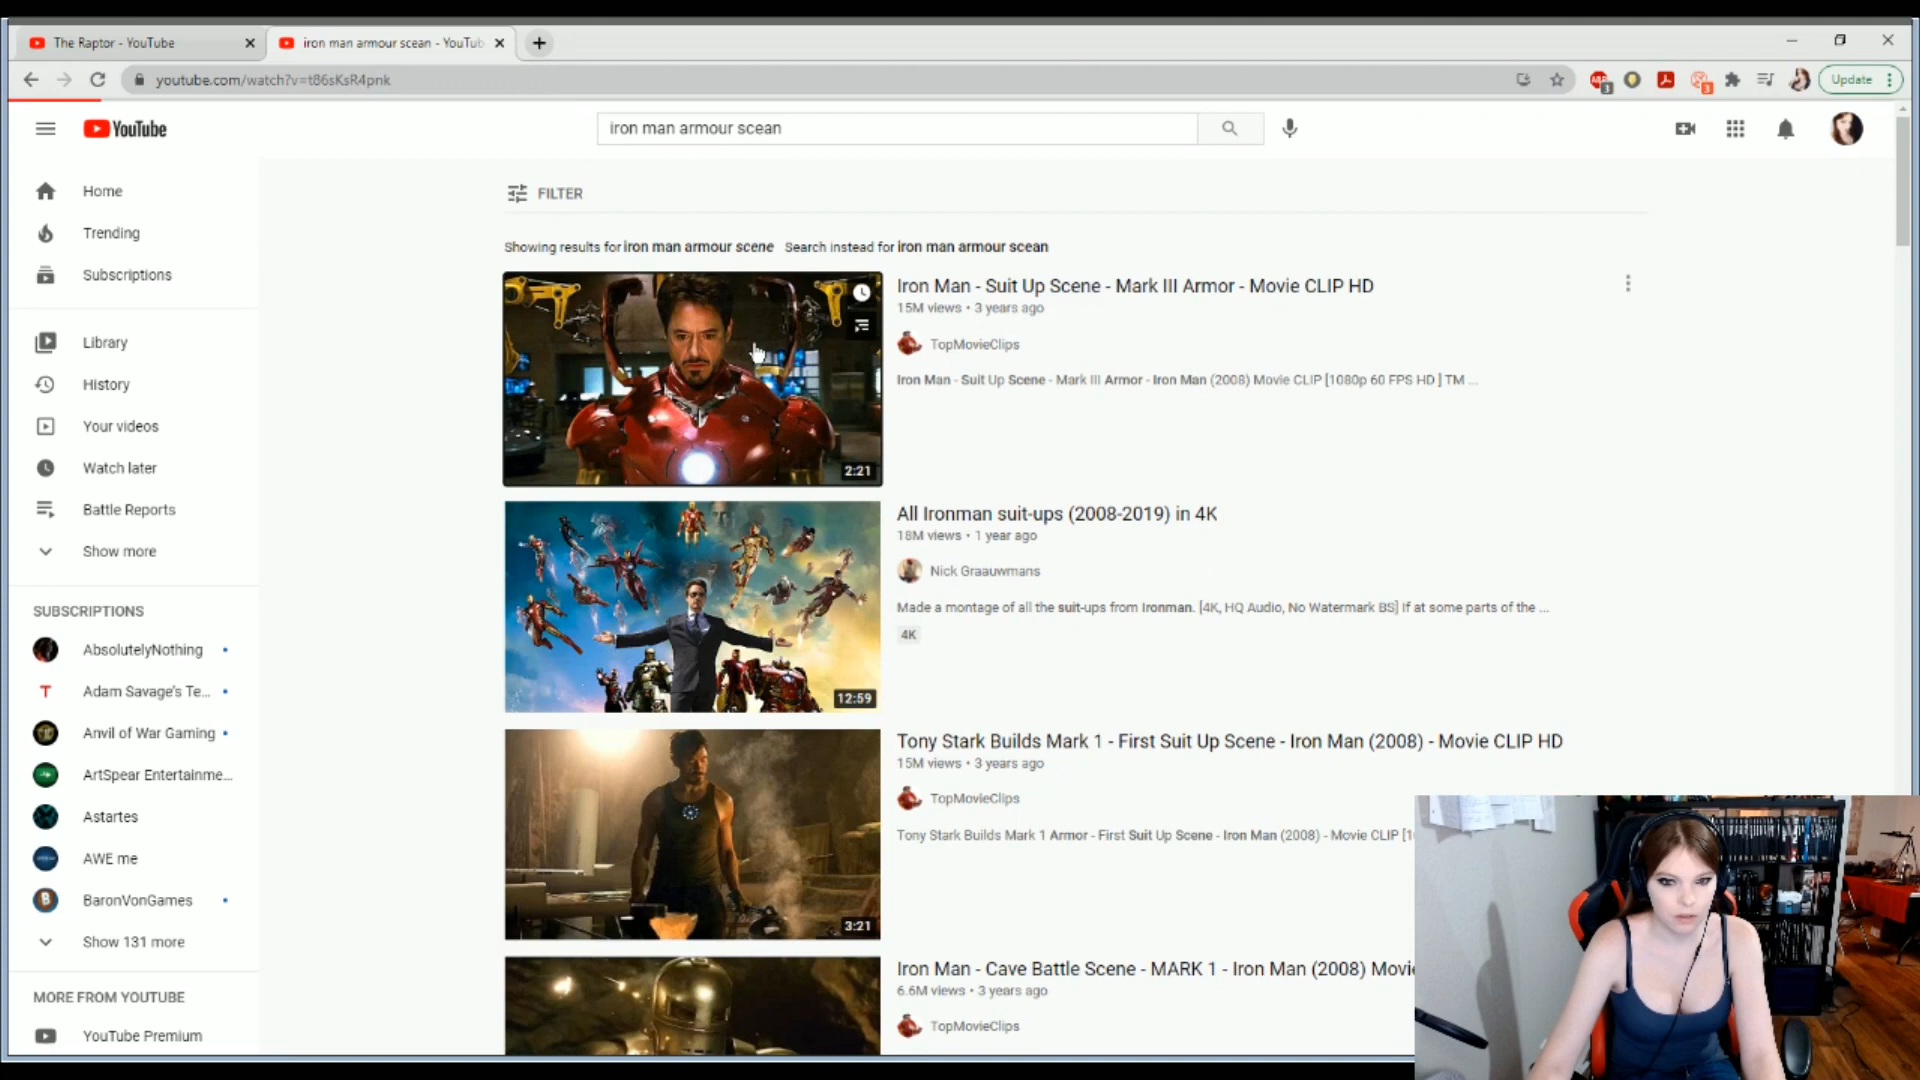 The Raptor - YouTube
iron man armour scean - YouTub
youtube.com/watch?v=t86sKsR4pnk
Update
YouTube
iron man armour scean
Home
Trending
Subscriptions
Library
History
Your videos
Watch later
Battle Reports
Show more
SUBSCRIPTIONS
AbsolutelyNothing
Adam Savage's Te...
Anvil of War Gaming
ArtSpear Entertainme...
Astartes
AWE me
BaronVonGames
Show 131 more
MORE FROM YOUTUBE
YouTube Premium
FILTER
Showing results for iron man armour scene Search instead for iron man armour scean
2:21
Iron Man - Suit Up Scene - Mark III Armor - Movie CLIP HD
15M views • 3 years ago
TopMovieClips
Iron Man - Suit Up Scene - Mark III Armor - Iron Man (2008) Movie CLIP [1080p 60 FPS HD ] TM ...
12:59
All Ironman suit-ups (2008-2019) in 4K
18M views • 1 year ago
Nick Graauwmans
Made a montage of all the suit-ups from Ironman. [4K, HQ Audio, No Watermark BS] If at some parts of the ...
4K
3:21
Tony Stark Builds Mark 1 - First Suit Up Scene - Iron Man (2008) - Movie CLIP HD
15M views • 3 years ago
TopMovieClips
Tony Stark Builds Mark 1 Armor - First Suit Up Scene - Iron Man (2008) - Movie CLIP [1
Iron Man - Cave Battle Scene - MARK 1 - Iron Man (2008) Movi
6.6M views • 3 years ago
TopMovieClips